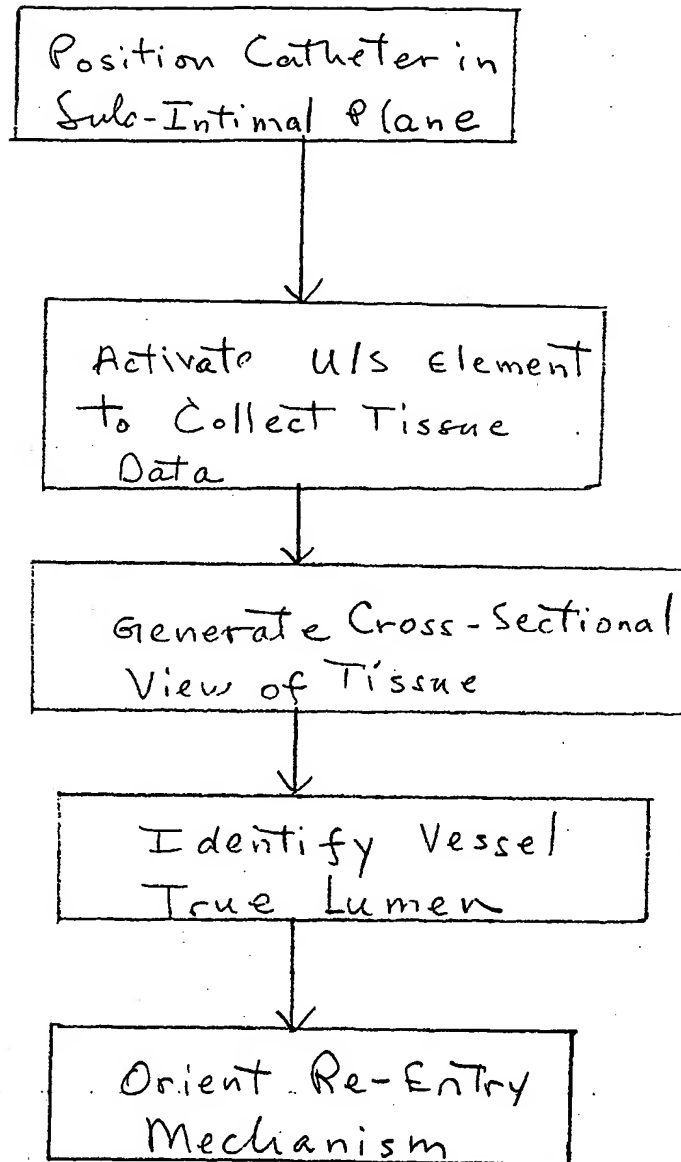 Position Catheter in
Sub-Intimal Plane
Activate U/S Element
to Collect Tissue
Data
Generate Cross-Sectional
View of Tissue
Identify Vessel
True Lumen
Orient Re-Entry
Mechanism